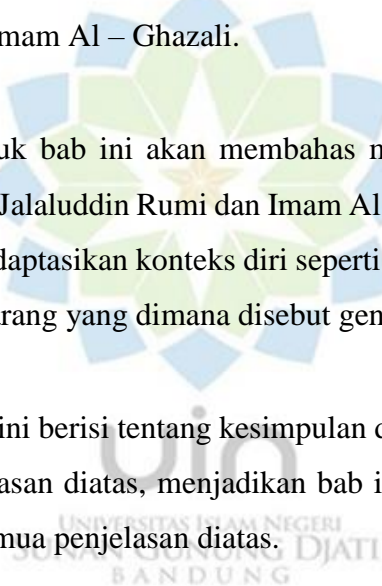 mam Al – Ghazali.
uk bab ini akan membahas m
Jalaluddin Rumi dan Imam Al
daptasikan konteks diri seperti
arang yang dimana disebut gen
ini berisi tentang kesimpulan d
asan diatas, menjadikan bab i
mua penjelasan diatas.
uin
UNIVERSITAS ISLAM NEGERI
SUNAN GUNUNG DJATI
BANDUNG